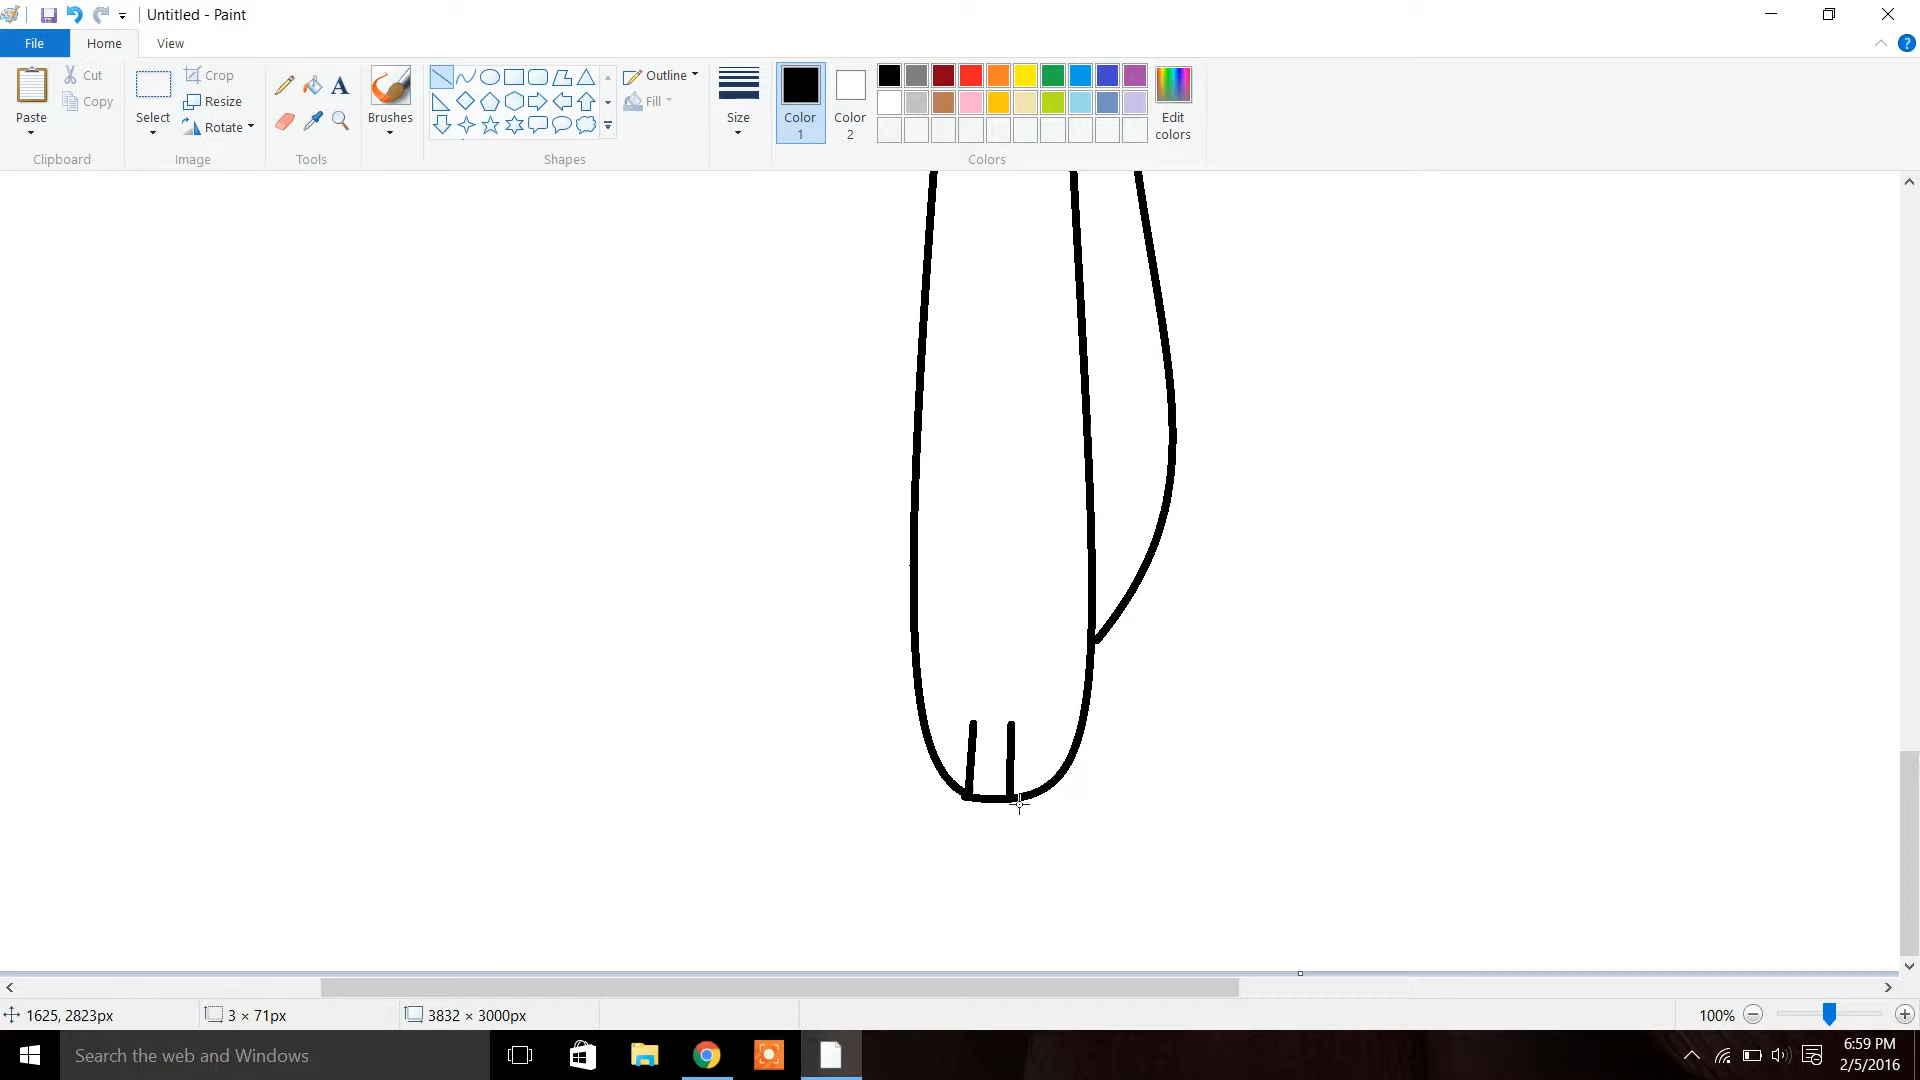 Untitled - Paint
File Home View
Paste
Cut
Copy
Clipboard
Select
Crop
Resize
Rotate
Image
A
Tools
Brushes
Outline
Fill
Shapes
Size
Color 1
Color 2
Edit colors
Colors
1625, 2823px
3 × 71px
3832 × 3000px
100%
Search the web and Windows
6:59 PM
2/5/2016